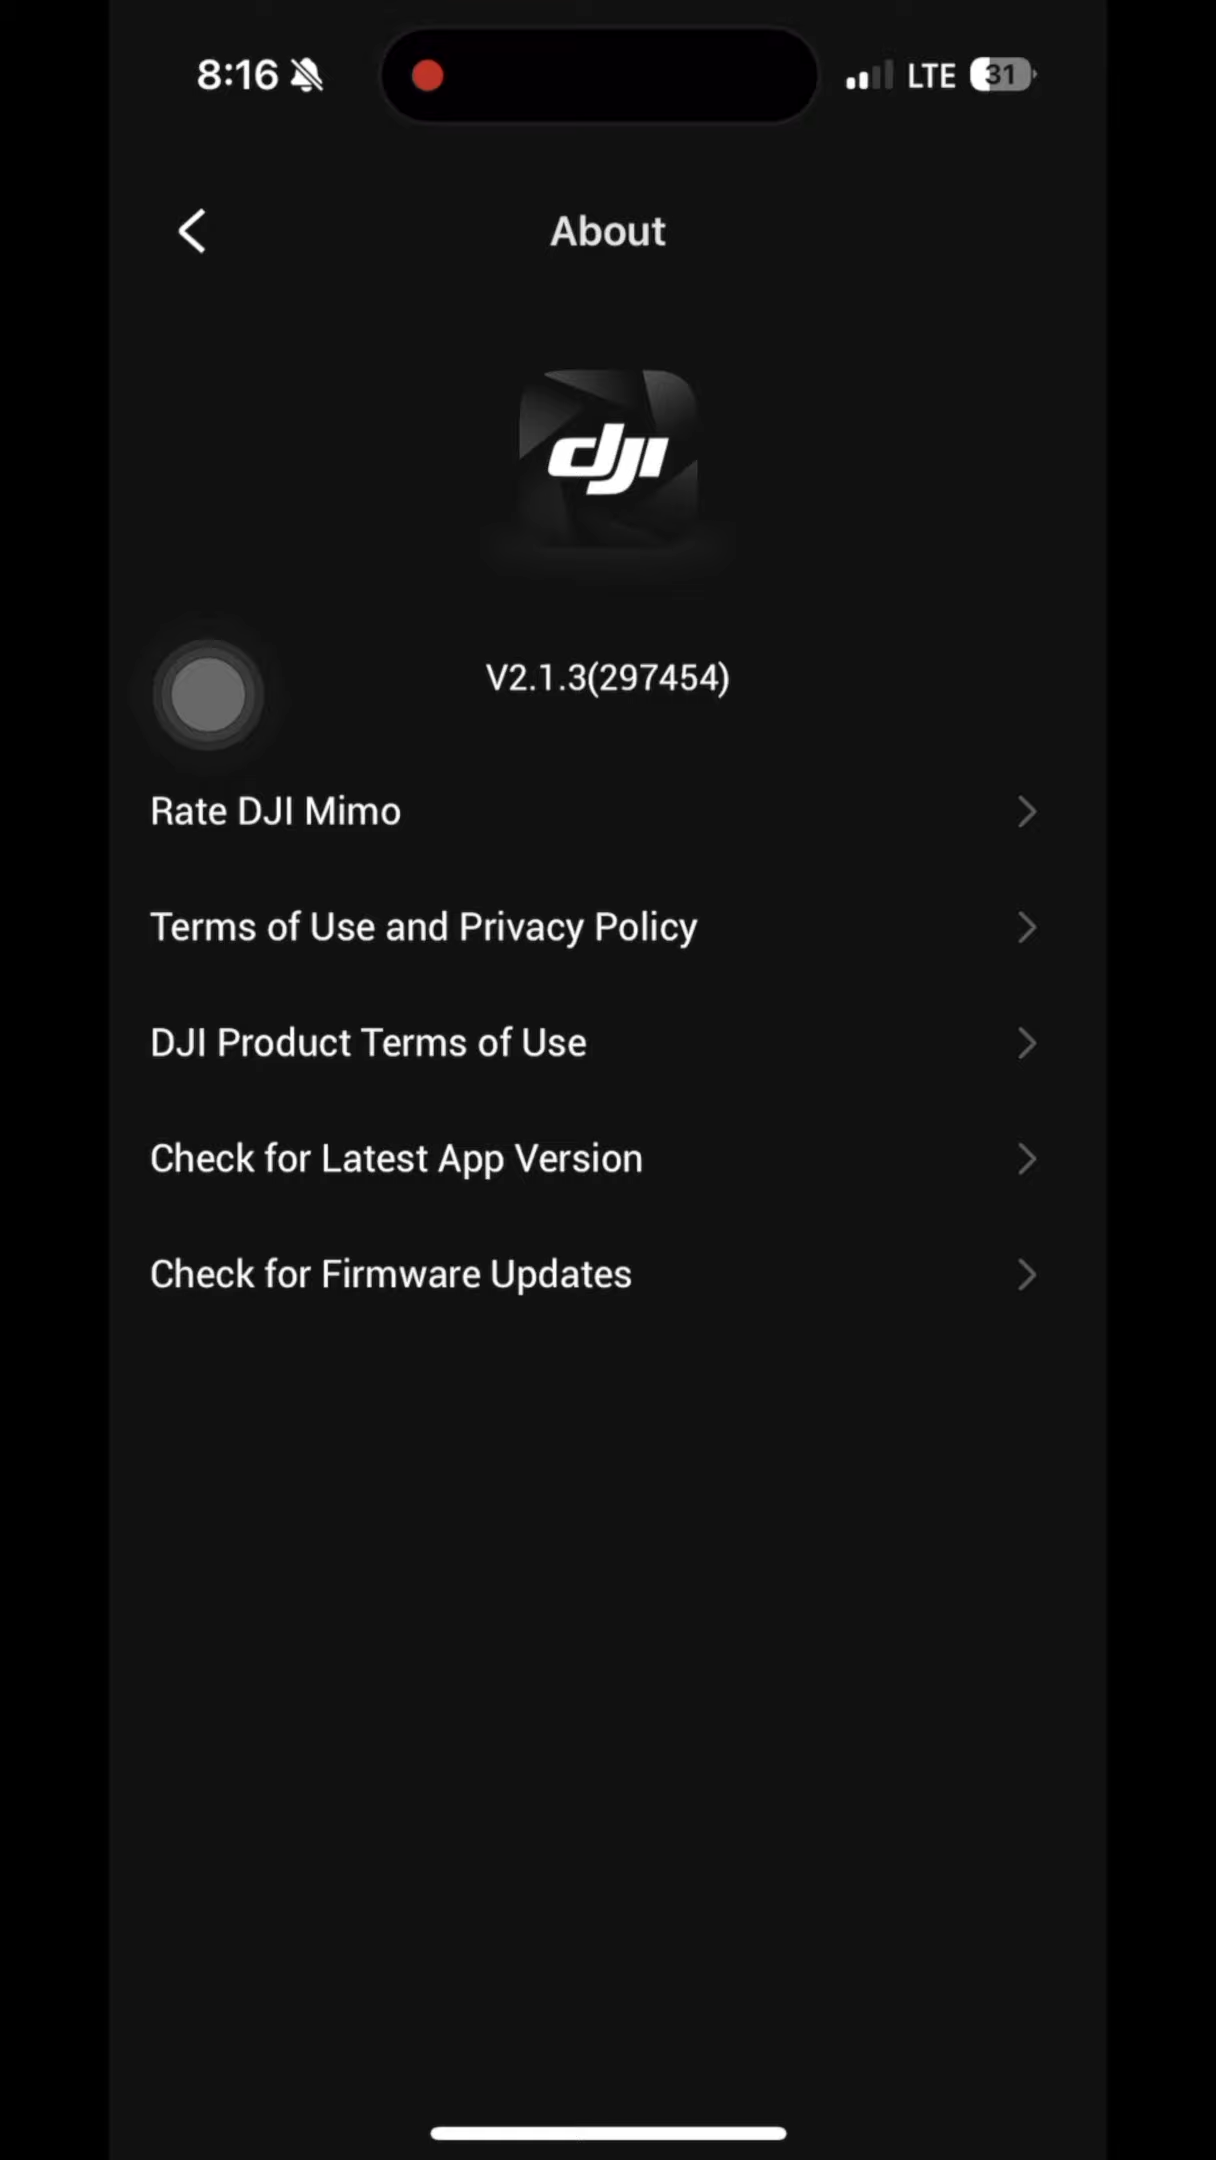 8:16 LTE 31
About
dji
V2.1.3(297454)
Rate DJI Mimo
Terms of Use and Privacy Policy
DJI Product Terms of Use
Check for Latest App Version
Check for Firmware Updates